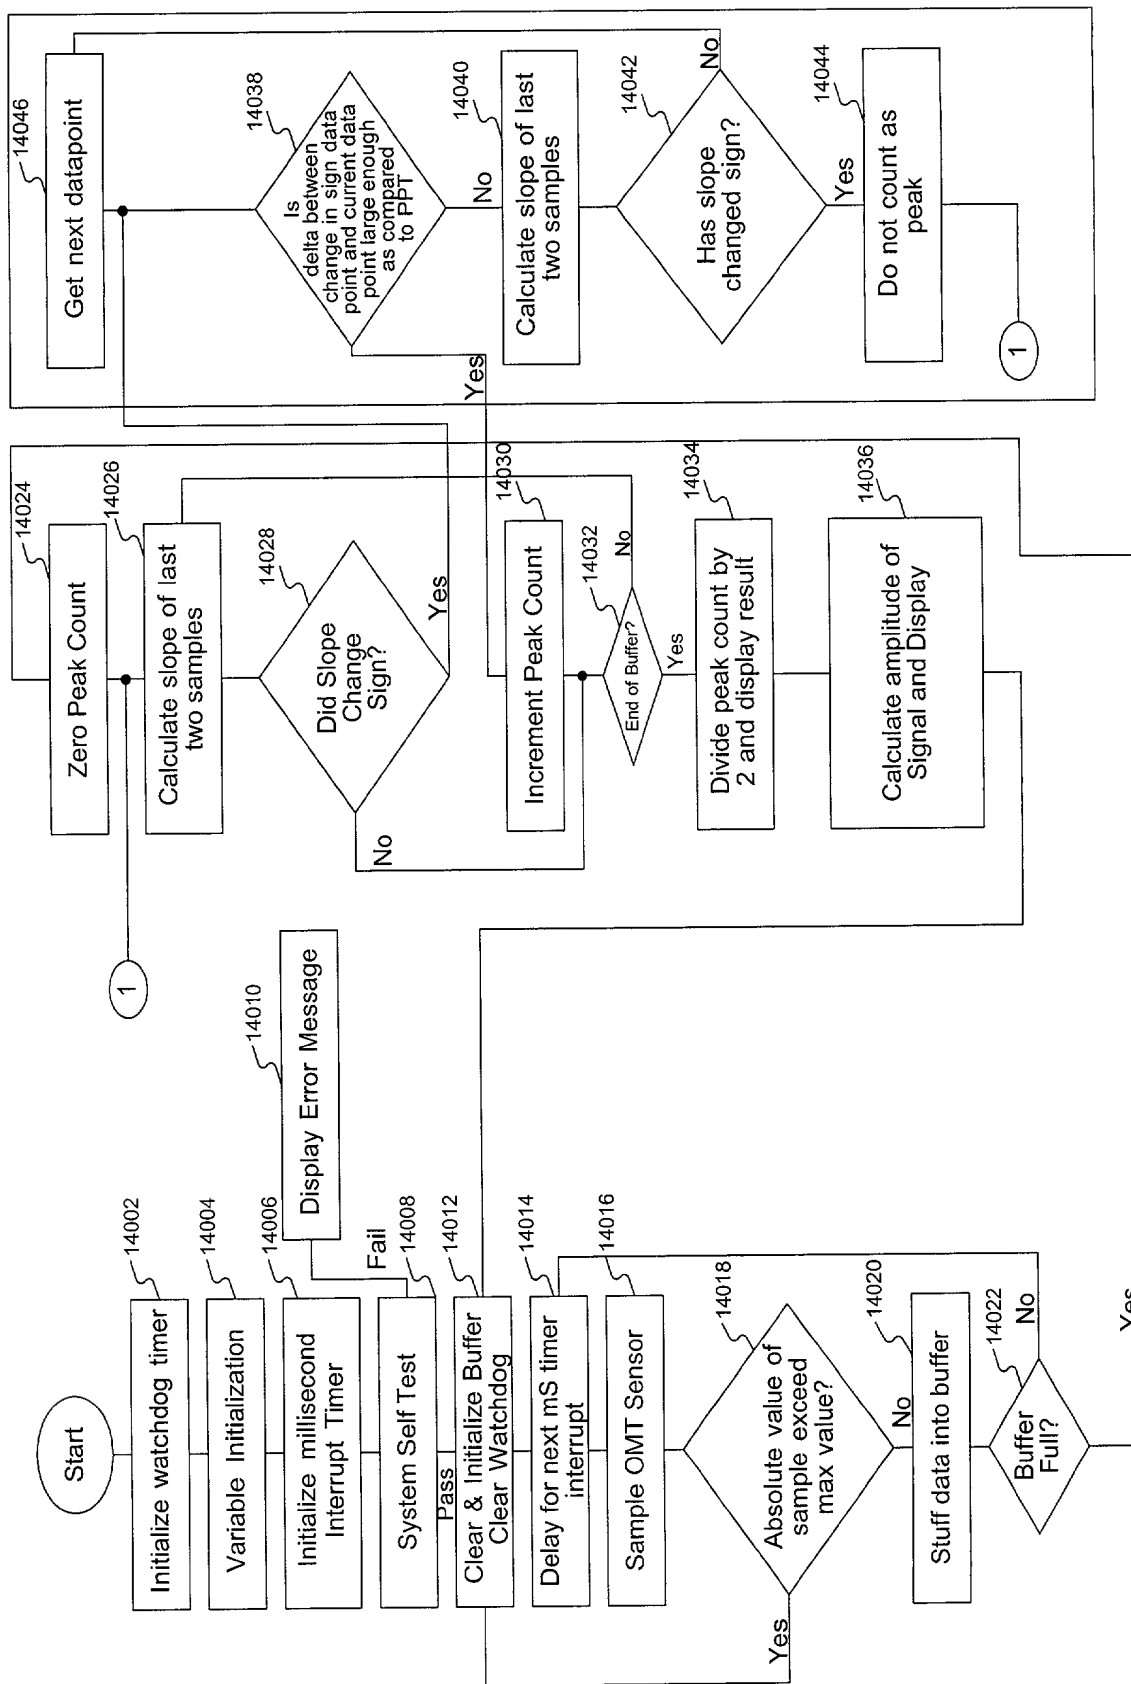 Start
14002
Initialize watchdog timer
14004
Variable Initialization
14006
Initialize millisecond
Interrupt Timer
14010
Display Error Message
Fail
14008
System Self Test
Pass
14012
Clear & Initialize Buffer
Clear Watchdog
14014
Delay for next mS timer
interrupt
14016
Sample OMT Sensor
14018
Absolute value of
sample exceed
max value?
Yes
No
14020
Stuff data into buffer
14022
Buffer
Full?
No
Yes
1
14024
Zero Peak Count
14026
Calculate slope of last
two samples
14028
Did Slope
Change
Sign?
Yes
No
14030
Increment Peak Count
14032
End of Buffer?
No
Yes
14034
Divide peak count by
2 and display result
14036
Calculate amplitude of
Signal and Display
14046
Get next datapoint
14038
Is
delta between
change in sign data
point and current data
point large enough
as compared
to PPT
Yes
No
14040
Calculate slope of last
two samples
14042
Has slope
changed sign?
No
Yes
14044
Do not count as
peak
1